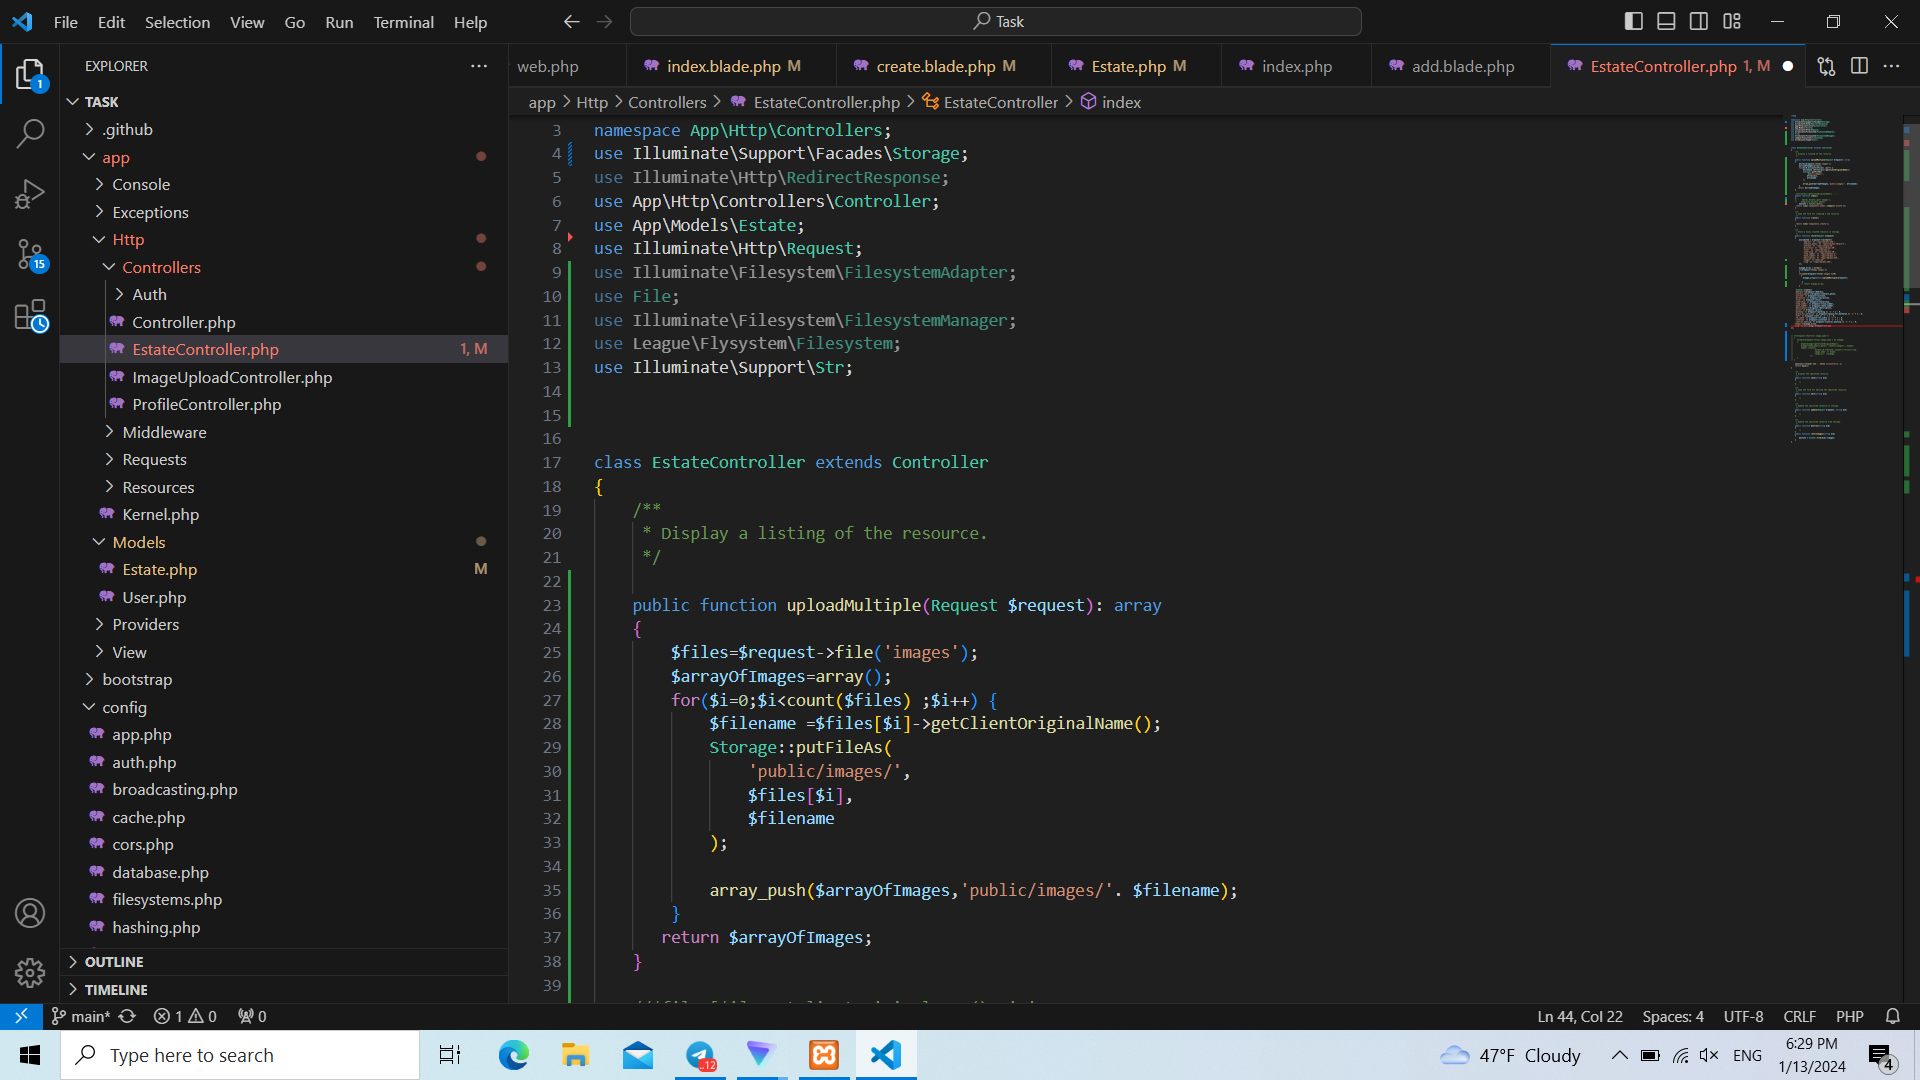 File Edit Selection View Go Run Terminal Help
Task
EXPLORER
web.php
index.blade.php M
create.blade.php M
Estate.php M
index.php
add.blade.php
EstateController.php 1, M
app > Http > Controllers > EstateController.php > EstateController > index
TASK
.github
app
Console
Exceptions
Http
Controllers
Auth
Controller.php
EstateController.php 1, M
ImageUploadController.php
ProfileController.php
Middleware
Requests
Resources
Kernel.php
Models
Estate.php M
User.php
Providers
View
bootstrap
config
app.php
auth.php
broadcasting.php
cache.php
cors.php
database.php
filesystems.php
hashing.php
OUTLINE
TIMELINE
1
15
3 namespace App\Http\Controllers;
4 use Illuminate\Support\Facades\Storage;
5 use Illuminate\Http\RedirectResponse;
6 use App\Http\Controllers\Controller;
7 use App\Models\Estate;
8 use Illuminate\Http\Request;
9 use Illuminate\Filesystem\FilesystemAdapter;
10 use File;
11 use Illuminate\Filesystem\FilesystemManager;
12 use League\Flysystem\Filesystem;
13 use Illuminate\Support\Str;
14
15
16
17 class EstateController extends Controller
18 {
19 /**
20 * Display a listing of the resource.
21 */
22
23 public function uploadMultiple(Request $request): array
24 {
25 $files=$request->file('images');
26 $arrayOfImages=array();
27 for($i=0;$i<count($files) ;$i++) {
28 $filename =$files[$i]->getClientOriginalName();
29 Storage::putFileAs(
30 'public/images/',
31 $files[$i],
32 $filename
33 );
34
35 array_push($arrayOfImages,'public/images/'. $filename);
36 }
37 return $arrayOfImages;
38 }
39
main* 1 0 0
Ln 44, Col 22 Spaces: 4 UTF-8 CRLF PHP
Type here to search
..12
47°F Cloudy
ENG
6:29 PM
1/13/2024
4